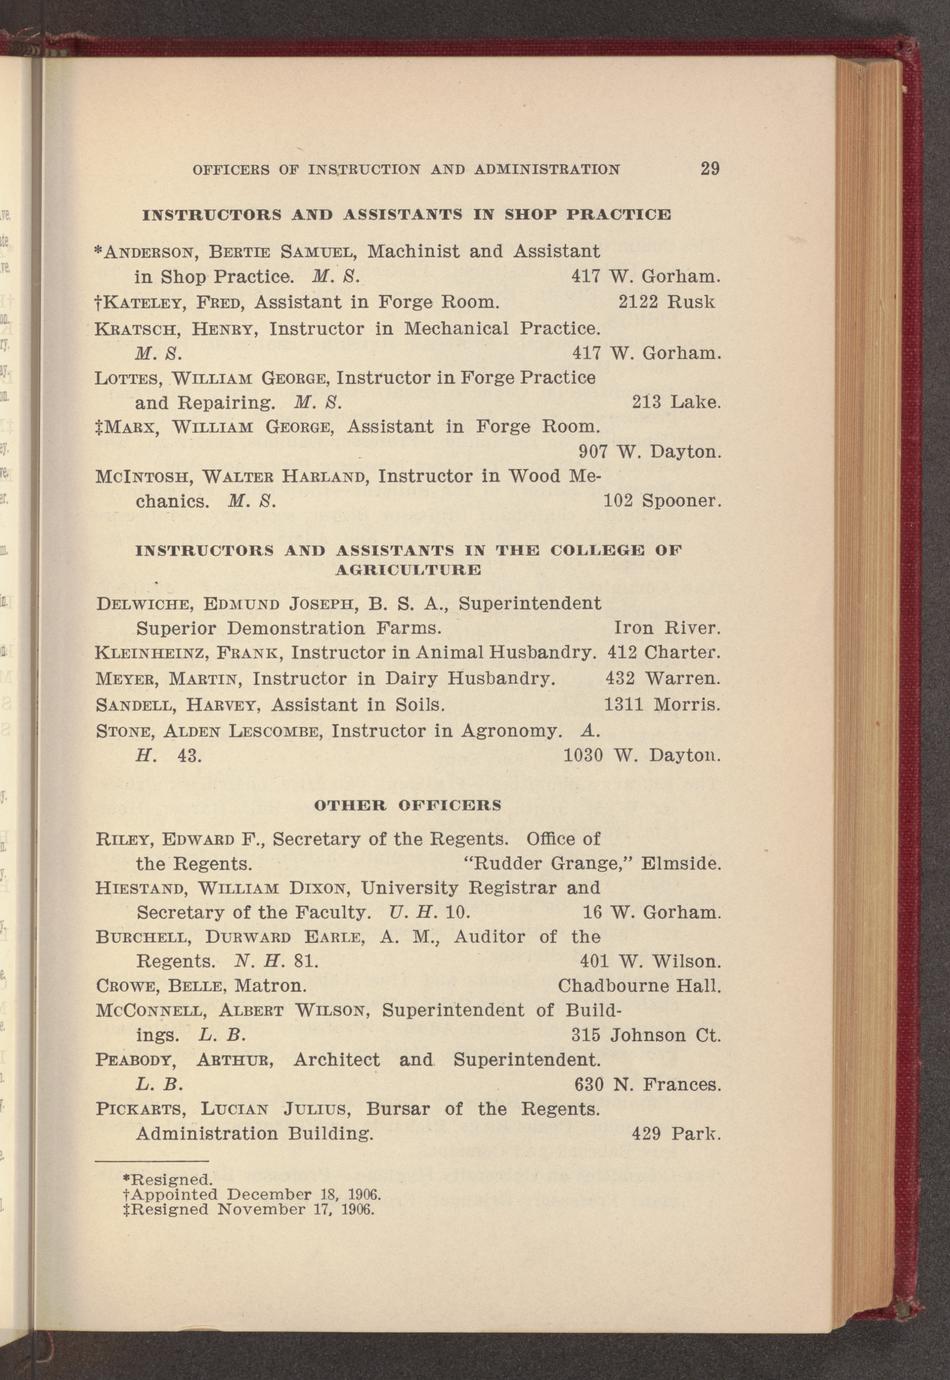 OFFICERS OF INSTRUCTION AND ADMINISTRATION 29
INSTRUCTORS AND ASSISTANTS IN SHOP PRACTICE
*ANDERSON, BERTIE SAMUEL, Machinist and Assistant
in Shop Practice. M. S. 417 W. Gorham.
†KATELEY, FRED, Assistant in Forge Room. 2122 Rusk
KRATSCH, HENRY, Instructor in Mechanical Practice.
M. S. 417 W. Gorham.
LOTTES, WILLIAM GEORGE, Instructor in Forge Practice
and Repairing. M. S. 213 Lake.
‡MARX, WILLIAM GEORGE, Assistant in Forge Room.
907 W. Dayton.
MCINTOSH, WALTER HARLAND, Instructor in Wood Me-
chanics. M. S. 102 Spooner.
INSTRUCTORS AND ASSISTANTS IN THE COLLEGE OF
AGRICULTURE
DELWICHE, EDMUND JOSEPH, B. S. A., Superintendent
Superior Demonstration Farms. Iron River.
KLEINHEINZ, FRANK, Instructor in Animal Husbandry. 412 Charter.
MEYER, MARTIN, Instructor in Dairy Husbandry. 432 Warren.
SANDELL, HARVEY, Assistant in Soils. 1311 Morris.
STONE, ALDEN LESCOMBE, Instructor in Agronomy. A.
H. 43. 1030 W. Dayton.
OTHER OFFICERS
RILEY, EDWARD F., Secretary of the Regents. Office of
the Regents. "Rudder Grange," Elmside.
HIESTAND, WILLIAM DIXON, University Registrar and
Secretary of the Faculty. U. H. 10. 16 W. Gorham.
BURCHELL, DURWARD EARLE, A. M., Auditor of the
Regents. N. H. 81. 401 W. Wilson.
CROWE, BELLE, Matron. Chadbourne Hall.
MCCONNELL, ALBERT WILSON, Superintendent of Build-
ings. L. B. 315 Johnson Ct.
PEABODY, ARTHUR, Architect and Superintendent.
L. B. 630 N. Frances.
PICKARTS, LUCIAN JULIUS, Bursar of the Regents.
Administration Building. 429 Park.
*Resigned.
†Appointed December 18, 1906.
‡Resigned November 17, 1906.